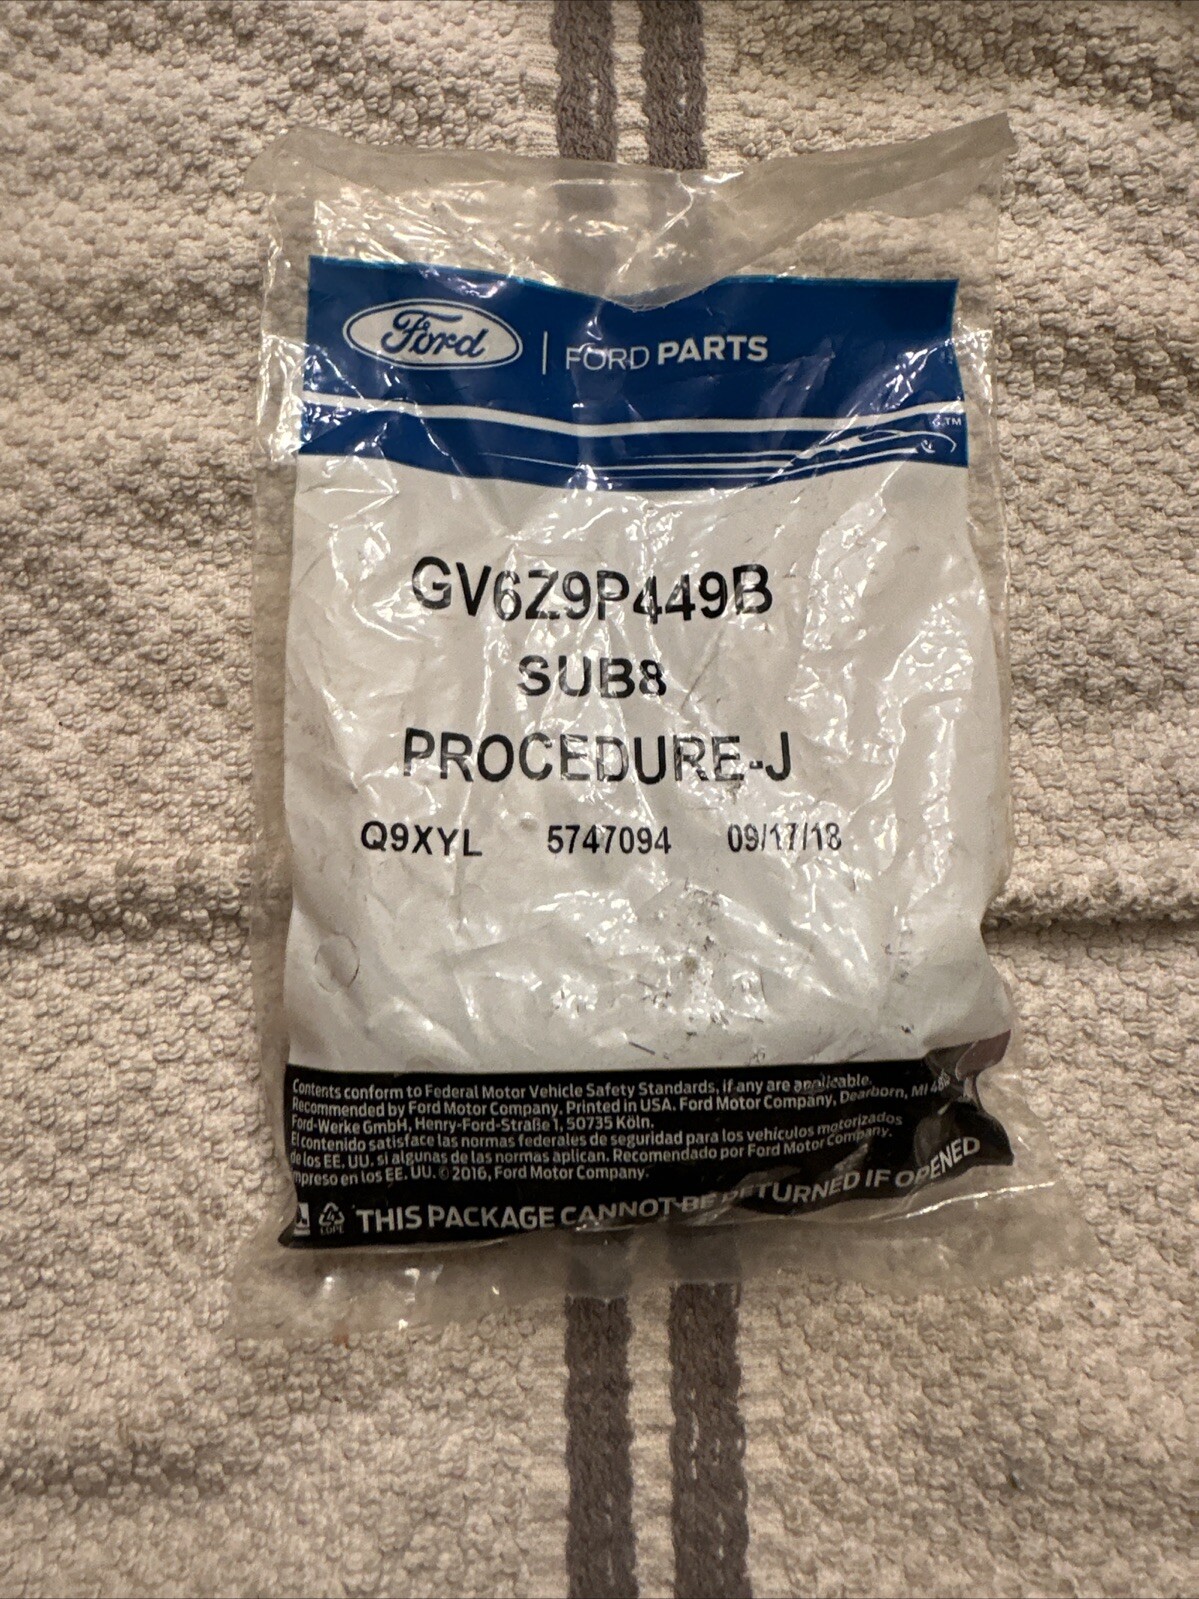 Ford | FORD PARTS
™
GV6Z9P449B
SUB8
PROCEDURE-J
Q9XYL 5747094 09/17/18
Contents conform to Federal Motor Vehicle Safety Standards, if any are applicable.
Recommended by Ford Motor Company. Printed in USA. Ford Motor Company, Dearborn, MI
Ford-Werke GmbH, Henry-Ford-Straße 1, 50735 Köln.
El contenido satisface las normas federales de seguridad para los vehículos motorizados
de los EE. UU. si algunas de las normas aplican. Recomendado por Ford Motor Company.
mpreso en los EE. UU. © 2016, Ford Motor Company.
4 LDPE THIS PACKAGE CANNOT BE RETURNED IF OPENED